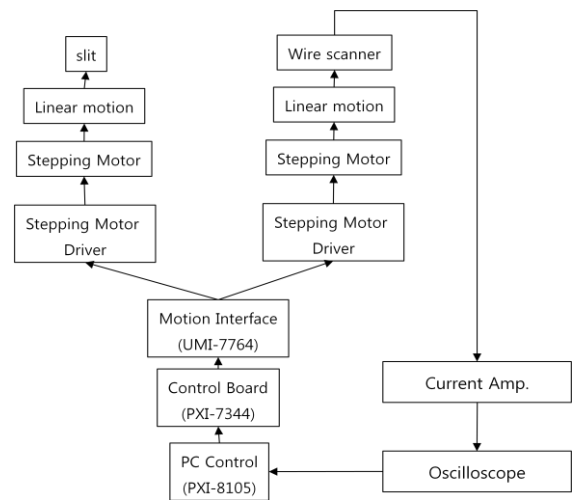 slit
Wire scanner
Linear motion
Linear motion
Stepping Motor
Stepping Motor
Stepping Motor
Driver
Stepping Motor
Driver
Motion Interface
(UMI-7764)
Control Board
(PXI-7344)
PC Control
(PXI-8105)
Current Amp.
Oscilloscope